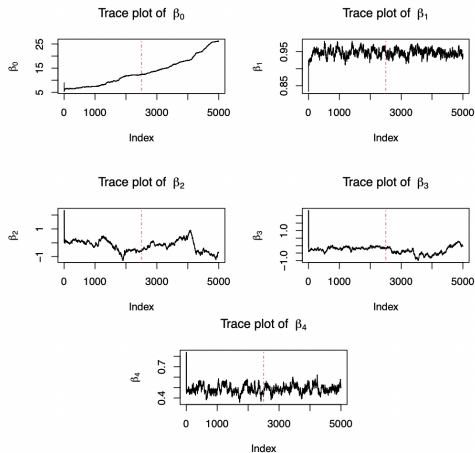 Trace plot of β0
β0
5 15 25
0 1000 3000 5000
Index
Trace plot of β1
β1
0.85 0.95
0 1000 3000 5000
Index
Trace plot of β2
β2
−1 1
0 1000 3000 5000
Index
Trace plot of β3
β3
−1.0 1.0
0 1000 3000 5000
Index
Trace plot of β4
β4
0.4 0.7
0 1000 3000 5000
Index